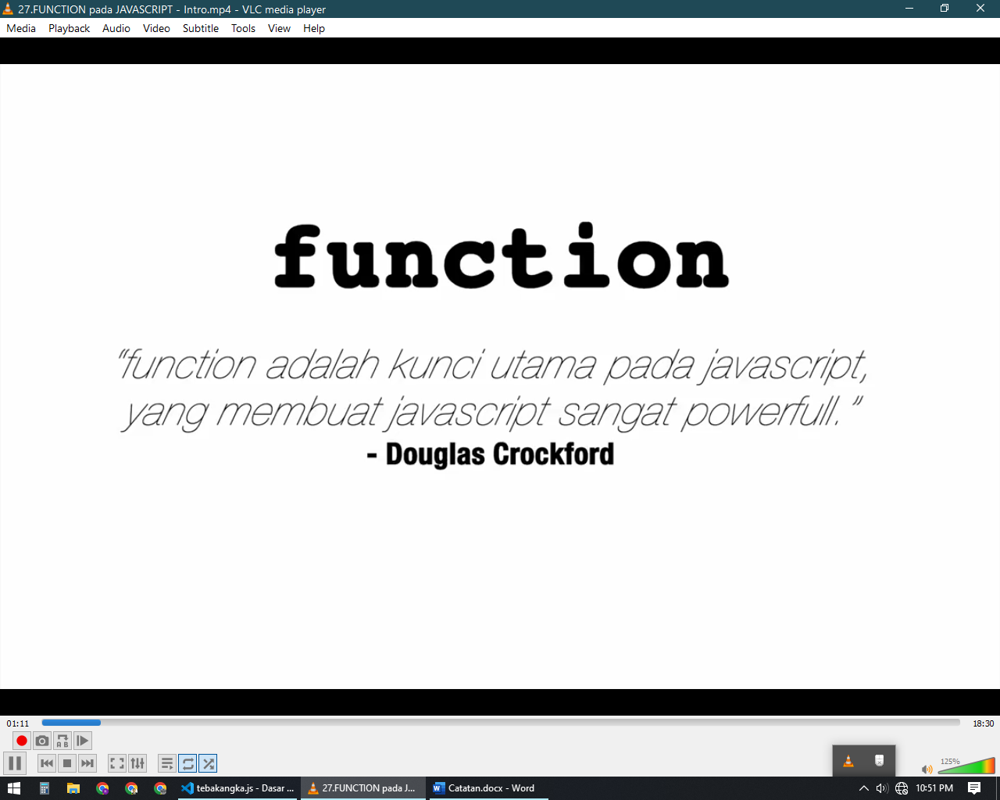 27.FUNCTION pada JAVASCRIPT - Intro.mp4 - VLC media player
Media Playback Audio Video Subtitle Tools View Help
function
“function adalah kunci utama pada javascript,
yang membuat javascript sangat powerfull.”
- Douglas Crockford
01:11 18:30
A B
125%
tebakangka.js - Dasar ... 27.FUNCTION pada J... Catatan.docx - Word 10:51 PM